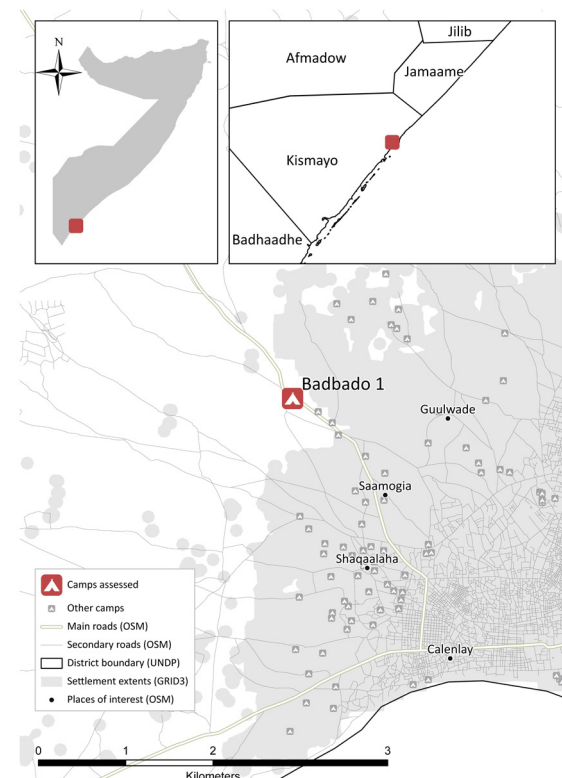 N
Jilib
Afmadow
Jamaame
Kismayo
Badhaadhe
Badbado 1
Guulwade
Saamogia
Shaqaalaha
Calenlay
Camps assessed
Other camps
Main roads (OSM)
Secondary roads (OSM)
District boundary (UNDP)
Settlement extents (GRID3)
Places of interest (OSM)
0 1 2 3
Kilometers